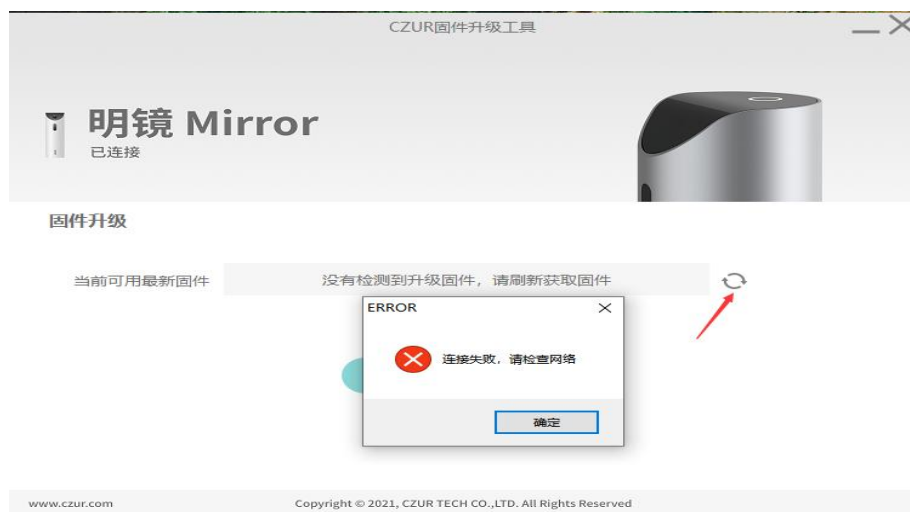 CZUR固件升级工具
明镜 Mirror
已连接
固件升级
当前可用最新固件
没有检测到升级固件，请刷新获取固件
ERROR
连接失败，请检查网络
确定
www.czur.com
Copyright © 2021, CZUR TECH CO.,LTD. All Rights Reserved